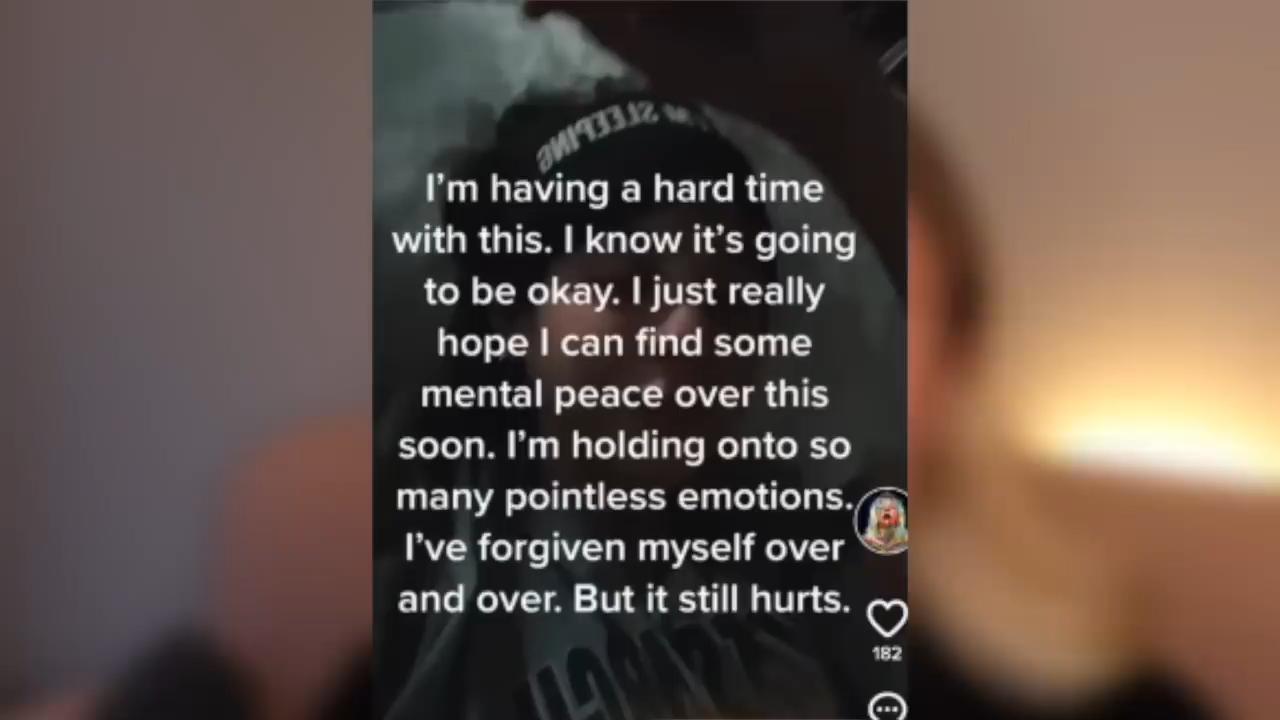 SLEEPING
I'm having a hard time
with this. I know it's going
to be okay. I just really
hope I can find some
mental peace over this
soon. I'm holding onto so
many pointless emotions.
I've forgiven myself over
and over. But it still hurts.
182